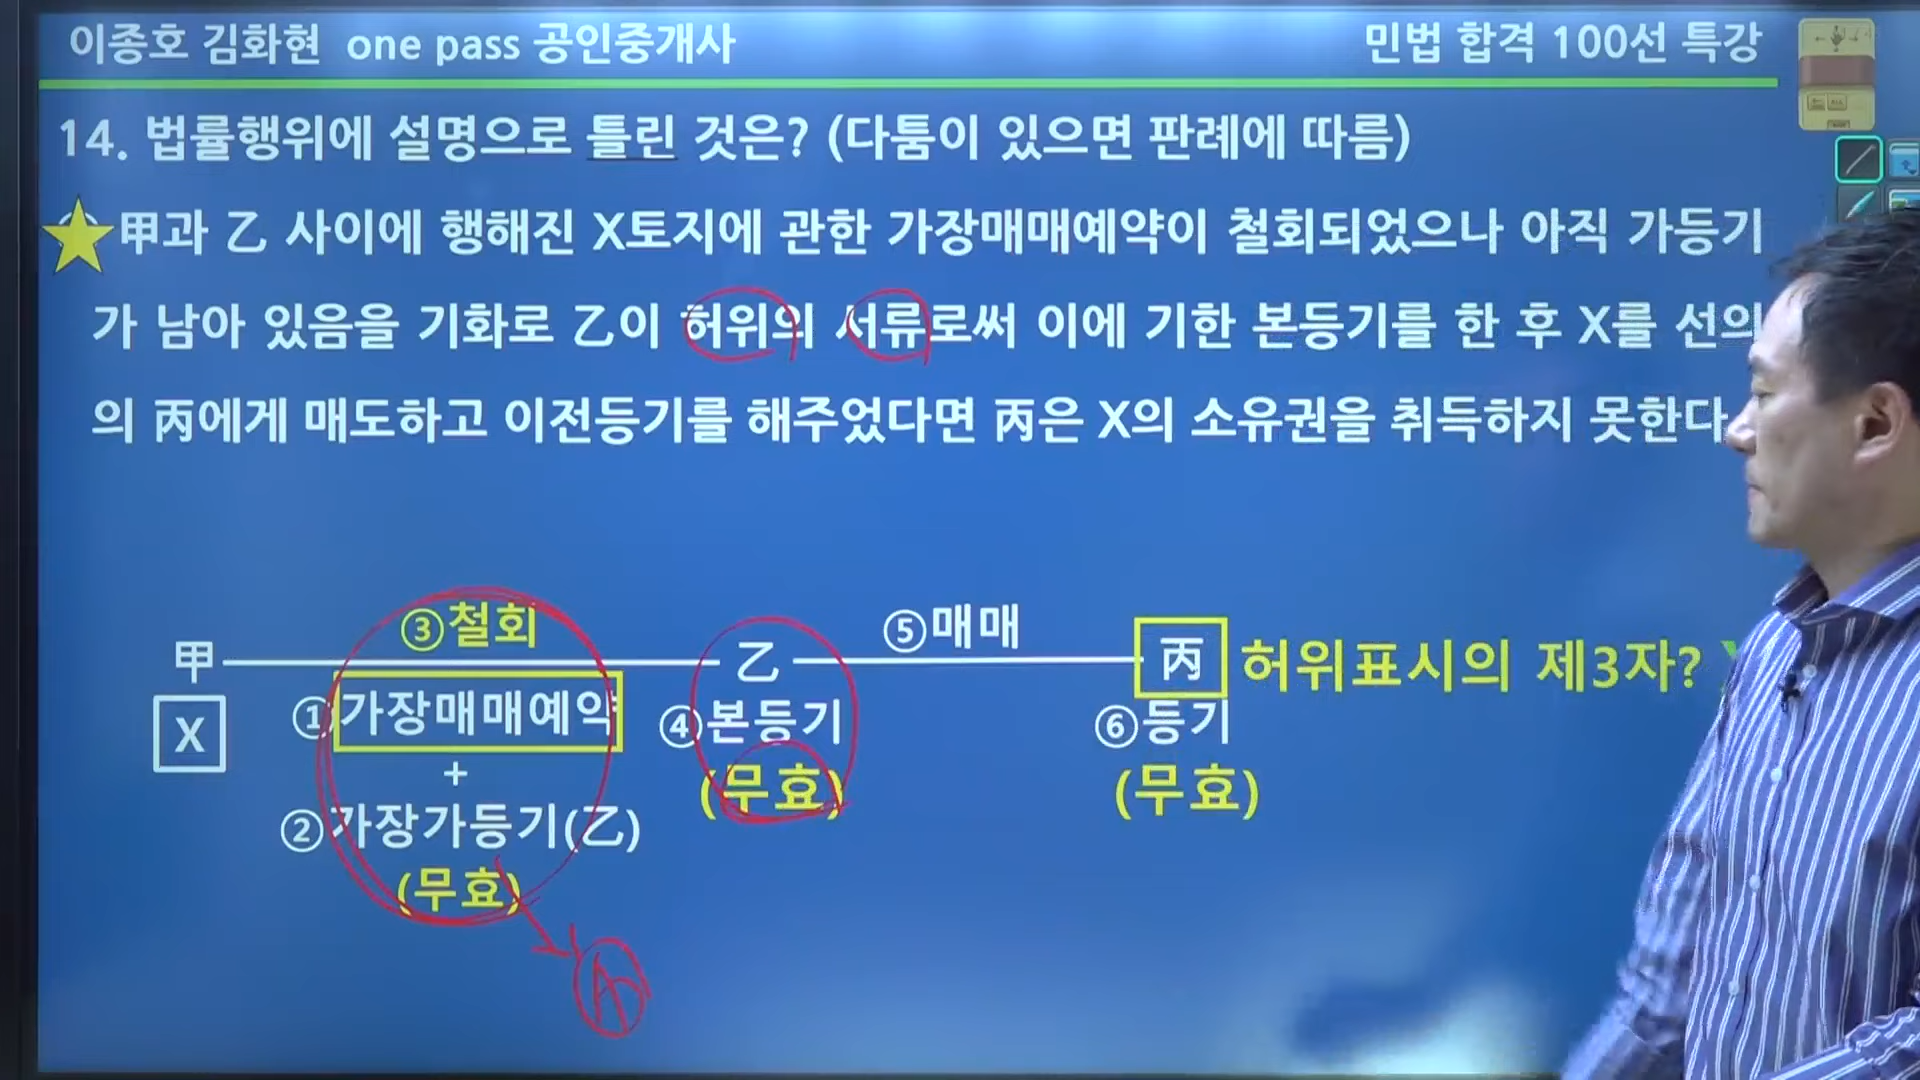 이종호 김화현 one pass 공인중개사
민법 합격 100선 특강
14. 법률행위에 설명으로 틀린 것은? (다툼이 있으면 판례에 따름)
甲과 乙 사이에 행해진 X토지에 관한 가장매매예약이 철회되었으나 아직 가등기
가 남아 있음을 기화로 乙이 허위의 서류로써 이에 기한 본등기를 한 후 X를 선의
의 丙에게 매도하고 이전등기를 해주었다면 丙은 X의 소유권을 취득하지 못한다
③철회
⑤매매
甲
乙
丙
허위표시의 제3자?
X
①가장매매예약
④본등기
⑥등기
+
(무효)
(무효)
②가장가등기(乙)
(무효)